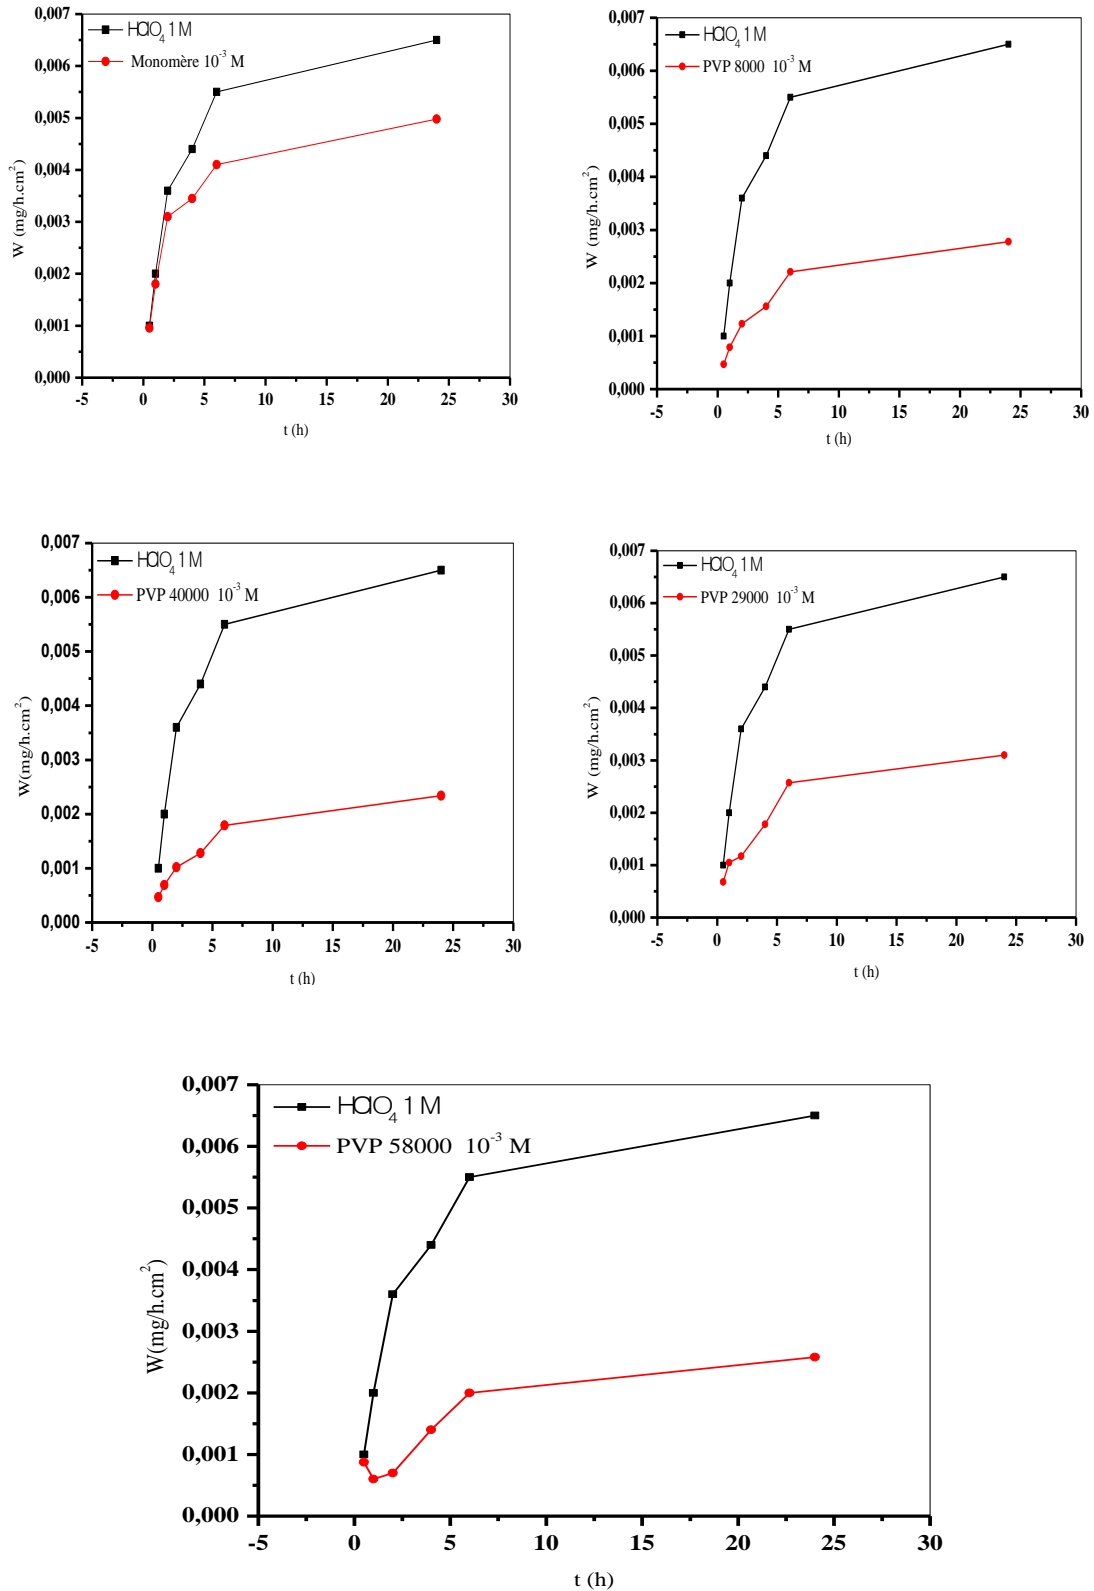 0,007
0,006
0,005
0,004
0,003
0,002
0,001
0,000
-5 0 5 10 15 20 25 30
W (mg/h.cm²)
t (h)
HClO₄ 1 M
Monomère 10⁻³ M
0,007
0,006
0,005
0,004
0,003
0,002
0,001
0,000
-5 0 5 10 15 20 25 30
W (mg/h.cm²)
t (h)
HClO₄ 1 M
PVP 8000 10⁻³ M
0,007
0,006
0,005
0,004
0,003
0,002
0,001
0,000
-5 0 5 10 15 20 25 30
W(mg/h.cm²)
t (h)
HClO₄ 1 M
PVP 40000 10⁻³ M
0,007
0,006
0,005
0,004
0,003
0,002
0,001
0,000
-5 0 5 10 15 20 25 30
W (mg/h.cm²)
t (h)
HClO₄ 1 M
PVP 29000 10⁻³ M
0,007
0,006
0,005
0,004
0,003
0,002
0,001
0,000
-5 0 5 10 15 20 25 30
W(mg/h.cm²)
t (h)
HClO₄ 1 M
PVP 58000 10⁻³ M